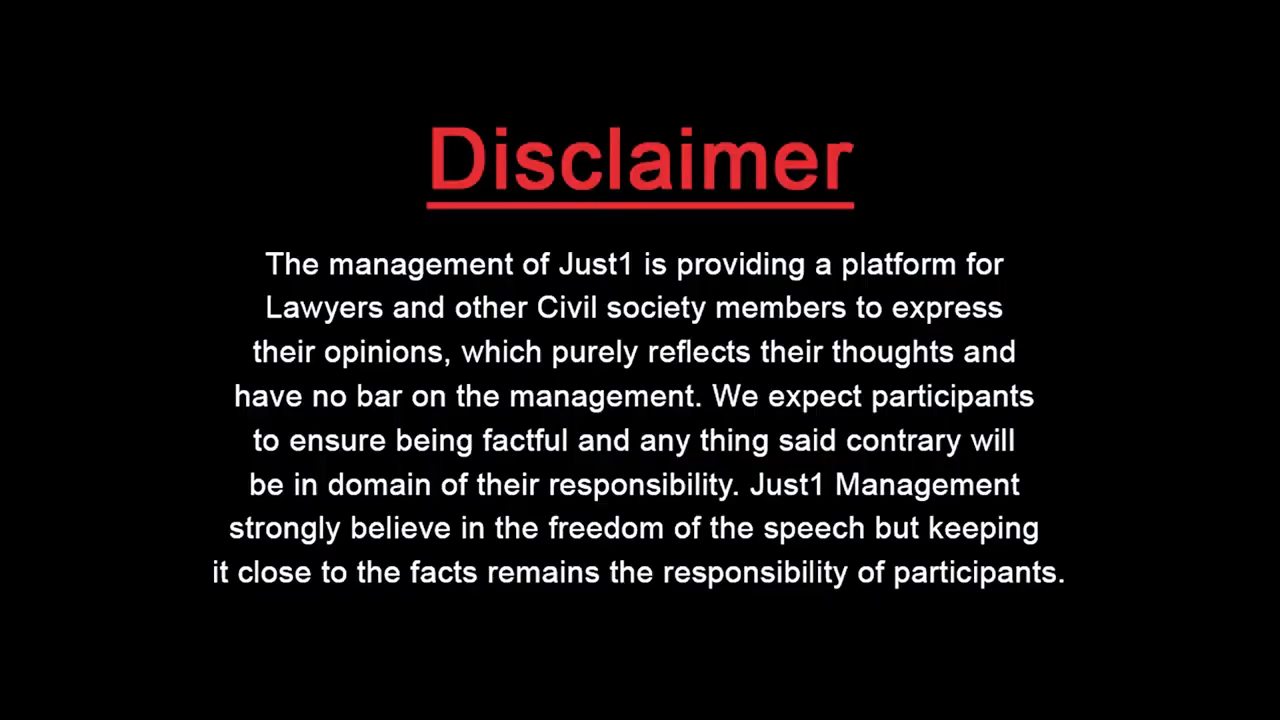 Disclaimer
The management of Just1 is providing a platform for
Lawyers and other Civil society members to express
their opinions, which purely reflects their thoughts and
have no bar on the management. We expect participants
to ensure being factful and any thing said contrary will
be in domain of their responsibility. Just1 Management
strongly believe in the freedom of the speech but keeping
it close to the facts remains the responsibility of participants.